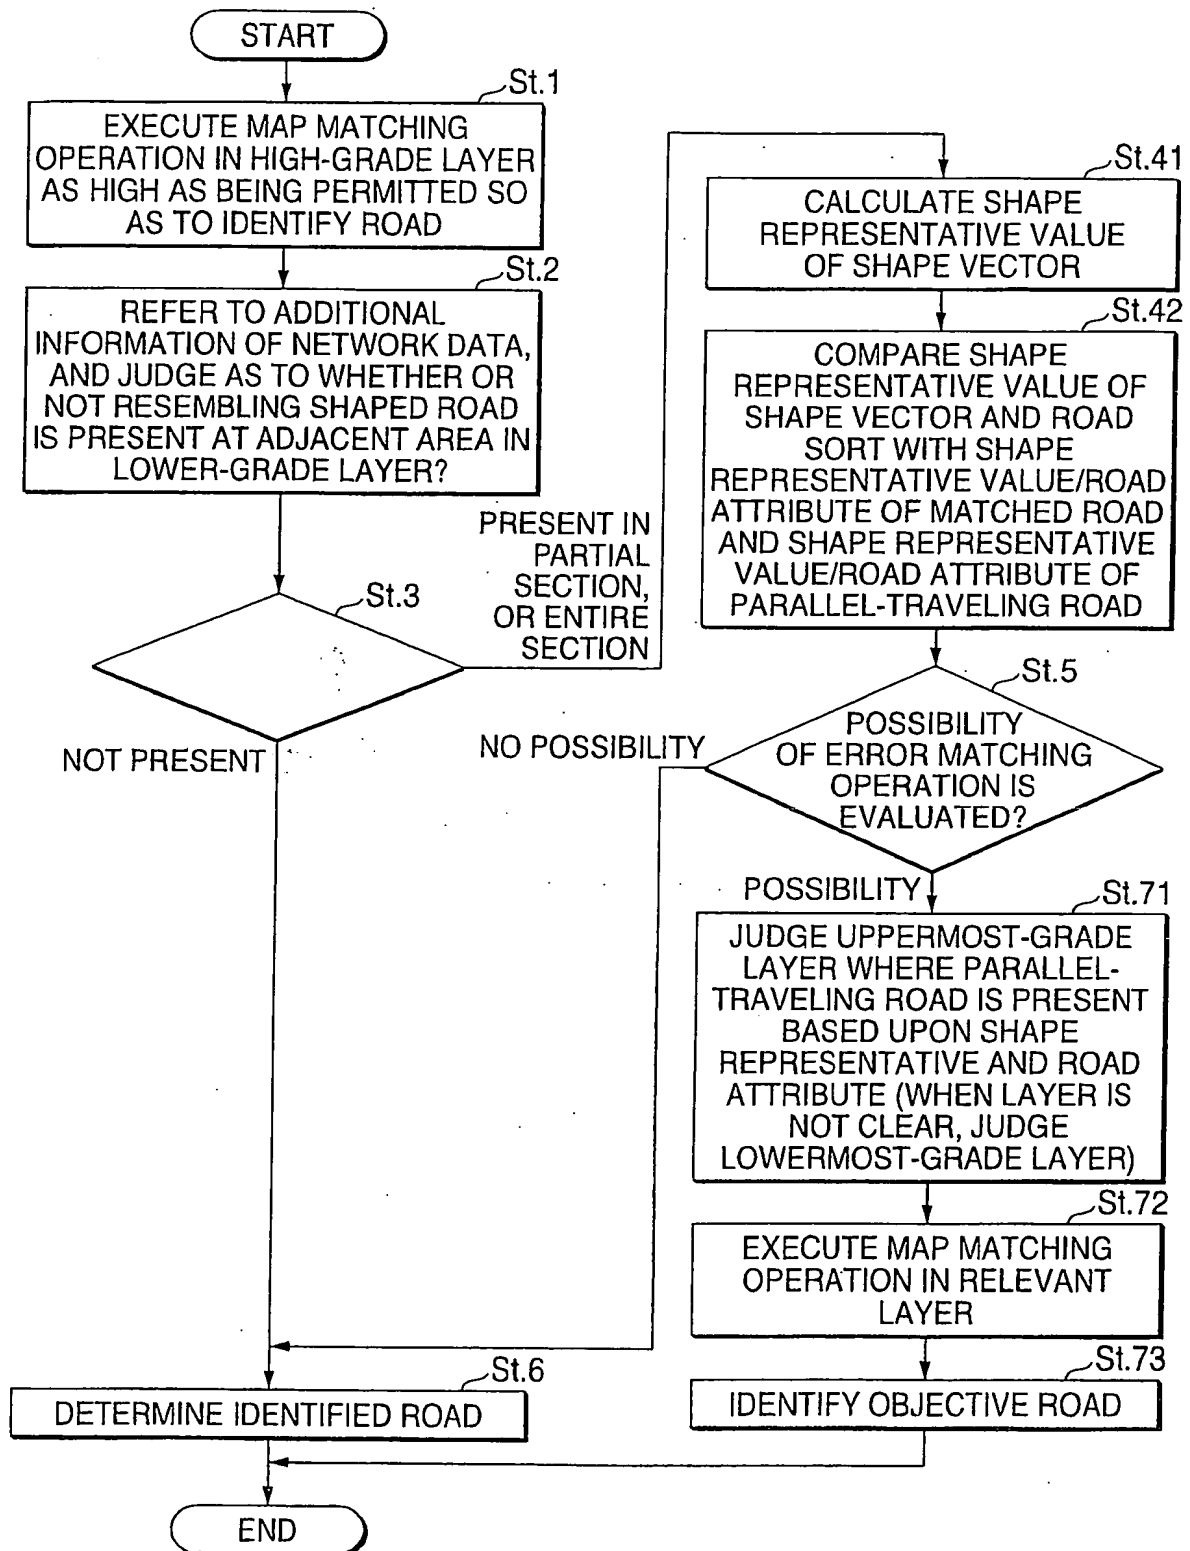 START
St.1
EXECUTE MAP MATCHING
OPERATION IN HIGH-GRADE LAYER
AS HIGH AS BEING PERMITTED SO
AS TO IDENTIFY ROAD
St.2
REFER TO ADDITIONAL
INFORMATION OF NETWORK DATA,
AND JUDGE AS TO WHETHER OR
NOT RESEMBLING SHAPED ROAD
IS PRESENT AT ADJACENT AREA IN
LOWER-GRADE LAYER?
St.3
PRESENT IN
PARTIAL
SECTION,
OR ENTIRE
SECTION
NOT PRESENT
St.41
CALCULATE SHAPE
REPRESENTATIVE VALUE
OF SHAPE VECTOR
St.42
COMPARE SHAPE
REPRESENTATIVE VALUE OF
SHAPE VECTOR AND ROAD
SORT WITH SHAPE
REPRESENTATIVE VALUE/ROAD
ATTRIBUTE OF MATCHED ROAD
AND SHAPE REPRESENTATIVE
VALUE/ROAD ATTRIBUTE OF
PARALLEL-TRAVELING ROAD
St.5
POSSIBILITY
OF ERROR MATCHING
OPERATION IS
EVALUATED?
NO POSSIBILITY
POSSIBILITY
St.71
JUDGE UPPERMOST-GRADE
LAYER WHERE PARALLEL-
TRAVELING ROAD IS PRESENT
BASED UPON SHAPE
REPRESENTATIVE AND ROAD
ATTRIBUTE (WHEN LAYER IS
NOT CLEAR, JUDGE
LOWERMOST-GRADE LAYER)
St.72
EXECUTE MAP MATCHING
OPERATION IN RELEVANT
LAYER
St.73
IDENTIFY OBJECTIVE ROAD
St.6
DETERMINE IDENTIFIED ROAD
END